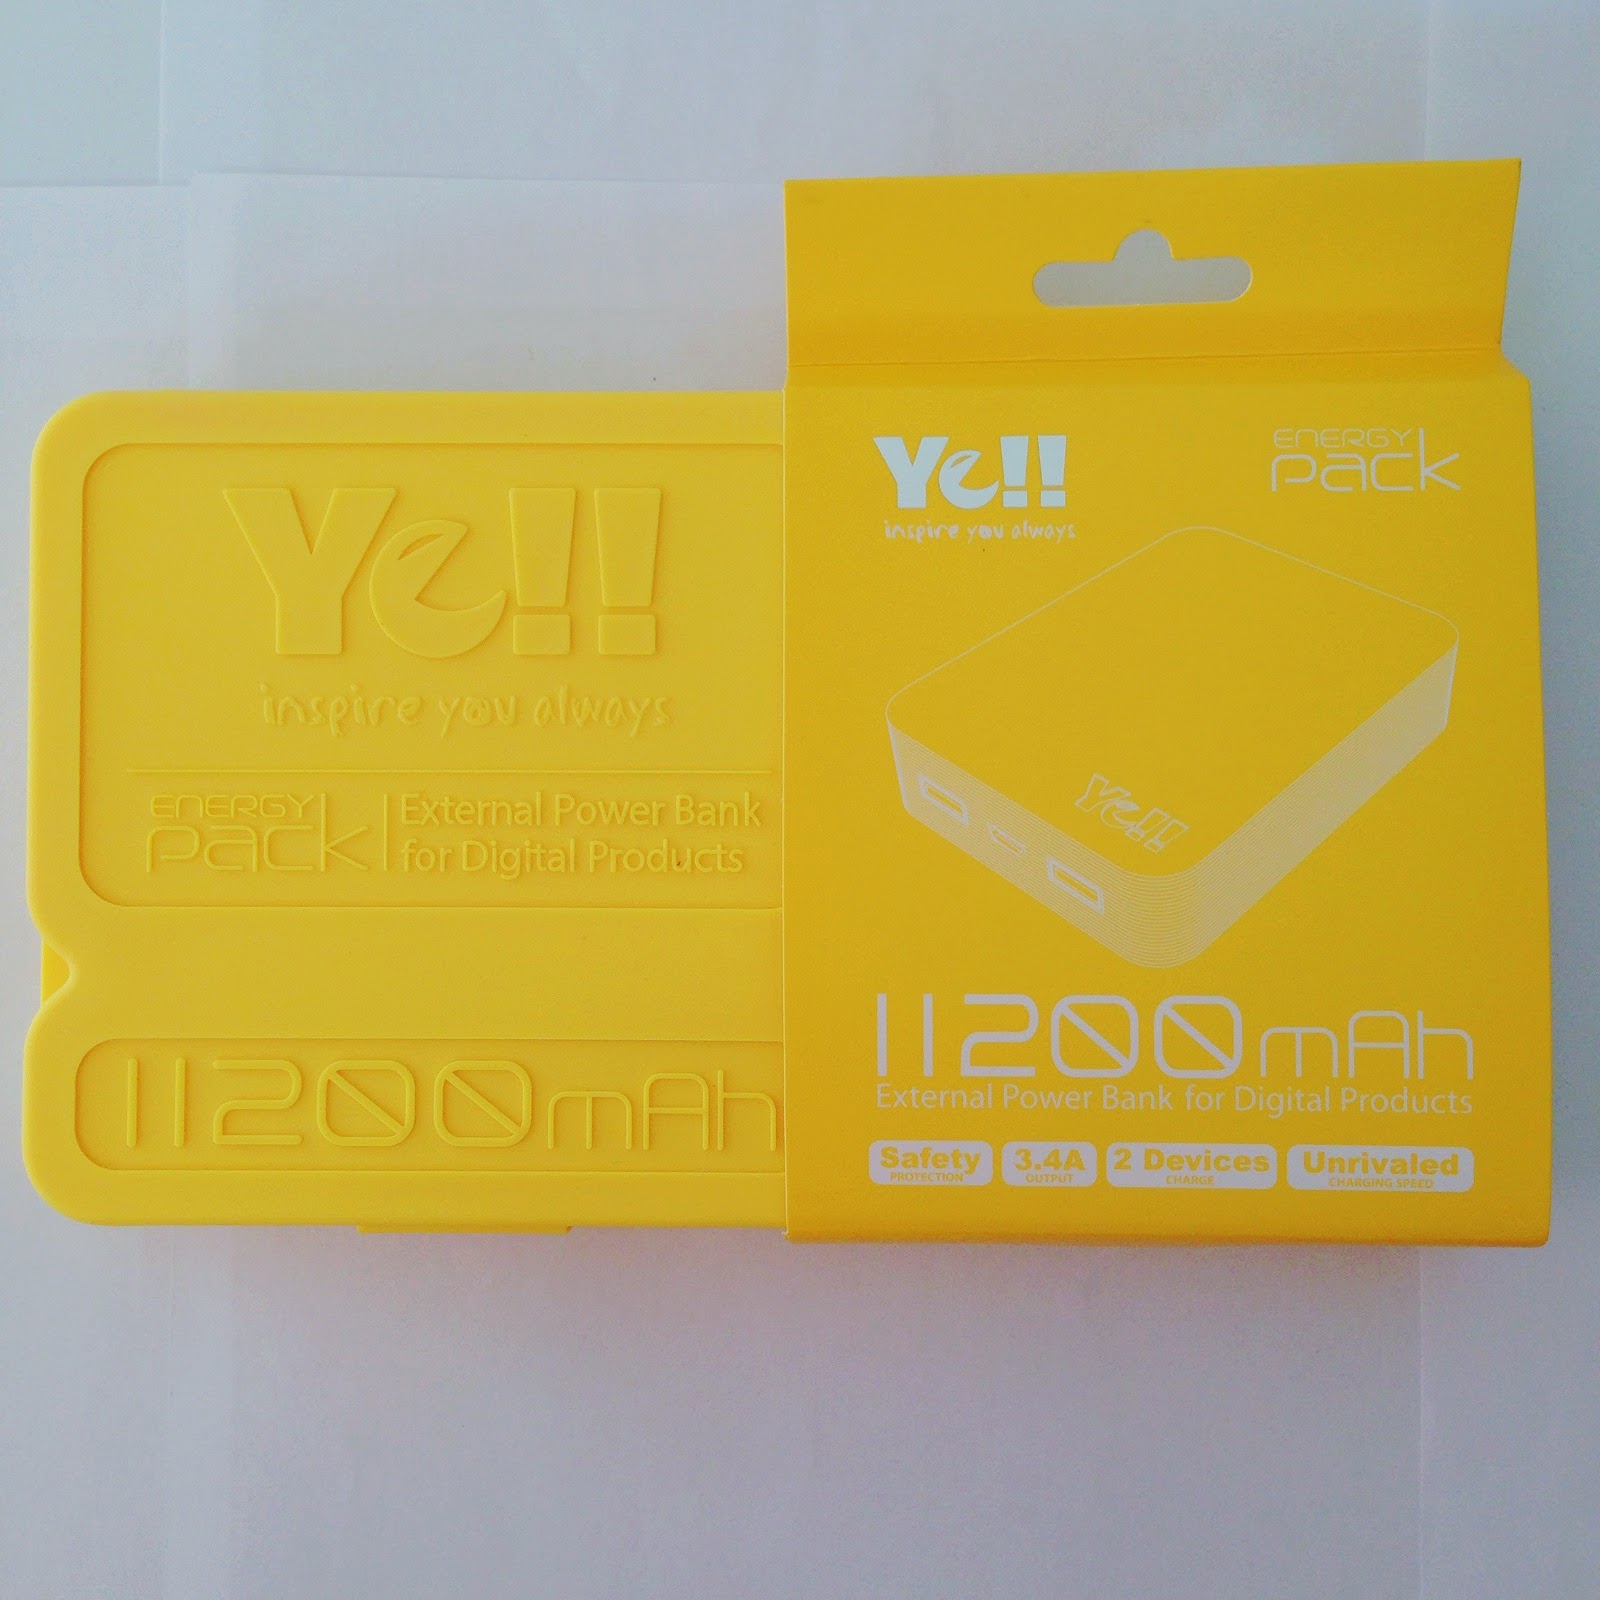 Ye!!
inspire you always
ENERGY
pack
External Power Bank
for Digital Products
11200mAh
Ye!!
inspire you always
ENERGY
pack
Ye!!
11200mAh
External Power Bank for Digital Products
Safety
PROTECTION
3.4A
OUTPUT
2 Devices
CHARGE
Unrivaled
CHARGING SPEED